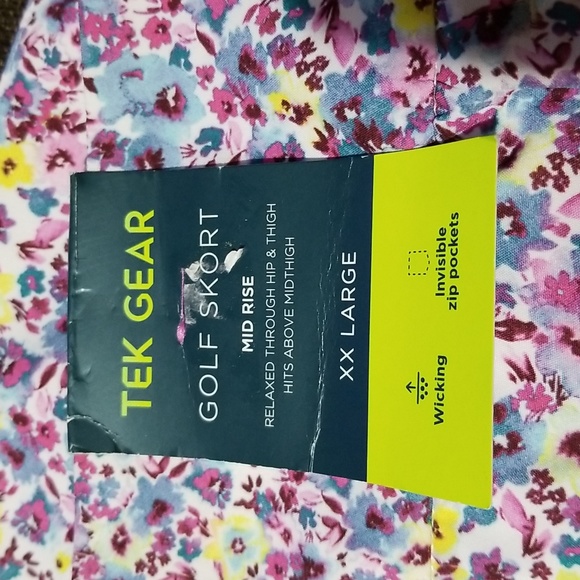 TEK GEAR
GOLF SKORT
MID RISE
RELAXED THROUGH HIP & THIGH
HITS ABOVE MIDTHIGH
XX LARGE
Wicking
Invisible
zip pockets